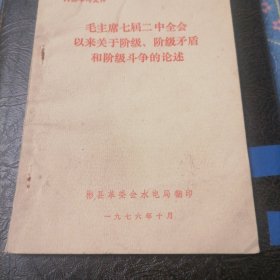 毛主席七届二中全会
以来关于阶级、阶级矛盾
和阶级斗争的论述
彬县革委会水电局翻印
一九七六年十月